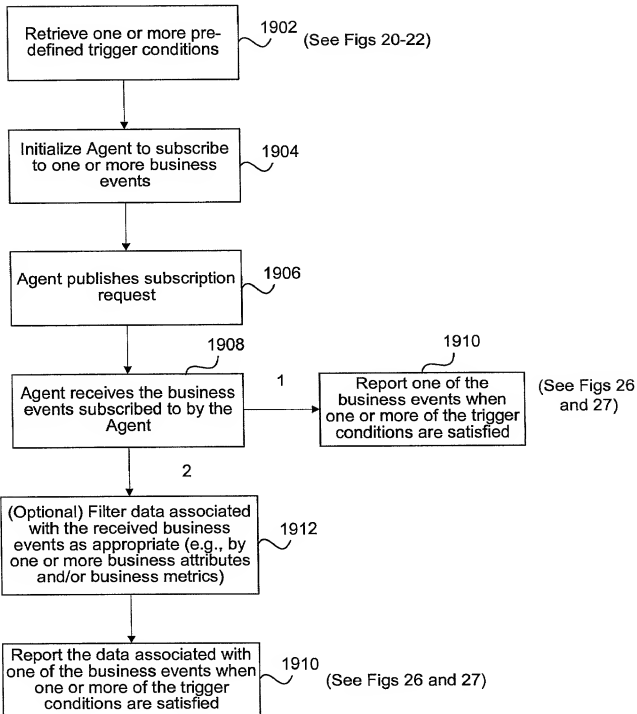 Retrieve one or more pre-
defined trigger conditions
1902
(See Figs 20-22)
Initialize Agent to subscribe
to one or more business
events
1904
Agent publishes subscription
request
1906
1908
Agent receives the business
events subscribed to by the
Agent
1
1910
Report one of the
business events when
one or more of the trigger
conditions are satisfied
(See Figs 26
and 27)
2
(Optional) Filter data associated
with the received business
events as appropriate (e.g., by
one or more business attributes
and/or business metrics)
1912
Report the data associated with
one of the business events when
one or more of the trigger
conditions are satisfied
1910
(See Figs 26 and 27)